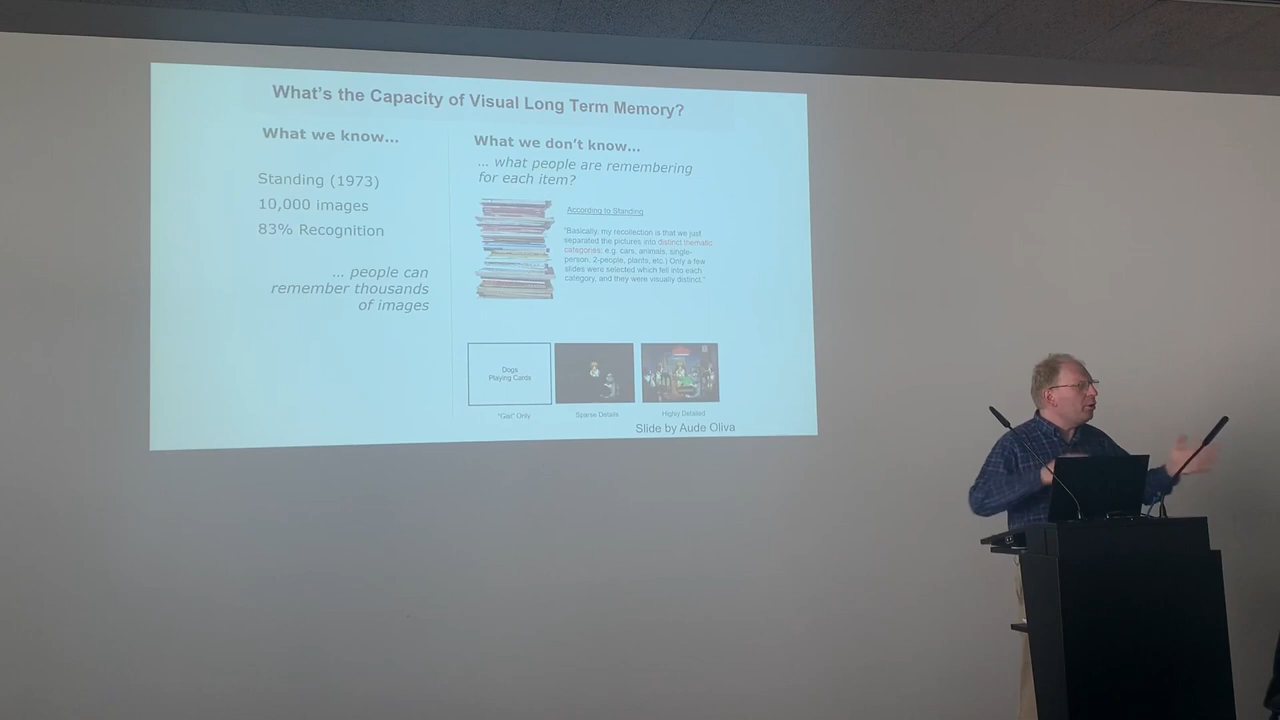 What's the Capacity of Visual Long Term Memory?
What we know...
Standing (1973)
10,000 images
83% Recognition
... people can
remember thousands
of images
What we don't know...
... what people are remembering
for each item?
According to Standing
"Basically, my recollection is that we just
separated the pictures into distinct thematic
categories, e.g. cars, animals, single-
person, 2-people, plants, etc.) Only a few
slides were selected which fell into each
category, and they were visually distinct."
Dogs
Playing Cards
"Gist" Only
Sparse Details
Highly Detailed
Slide by Aude Oliva